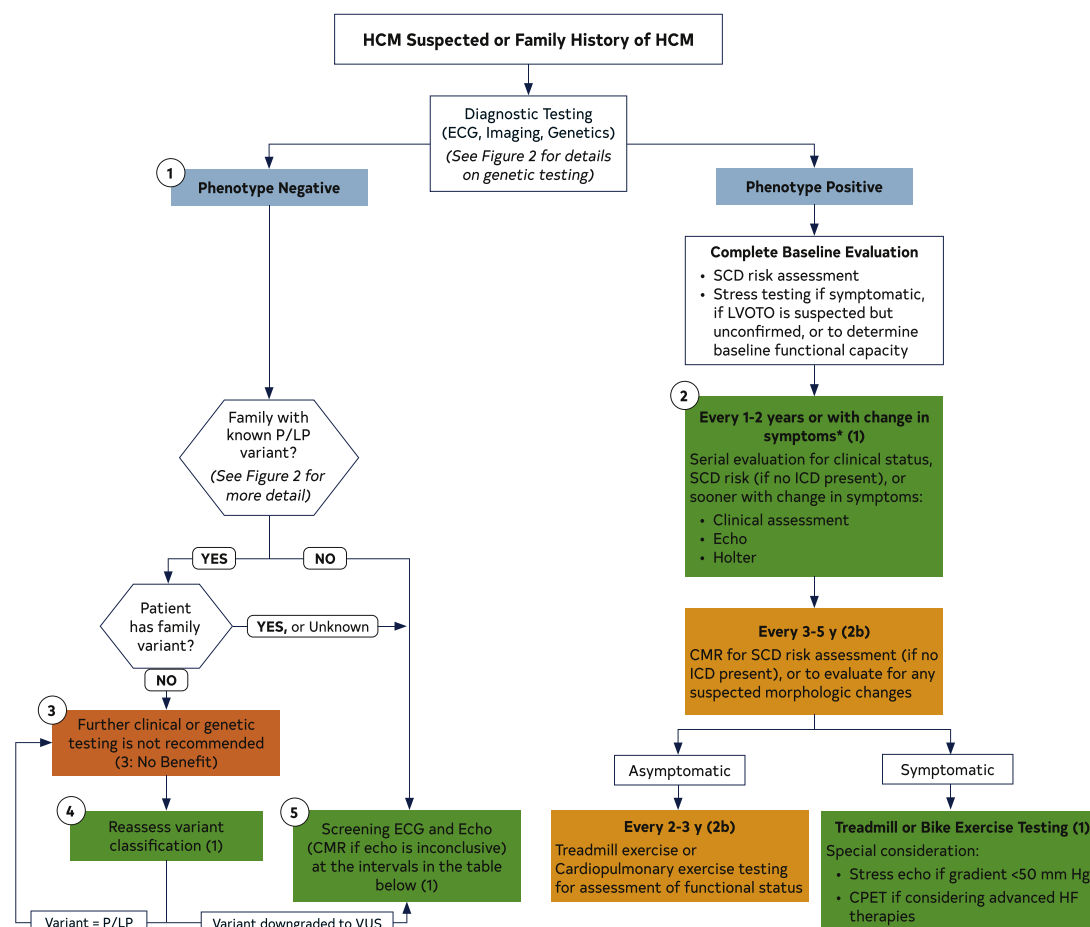 HCM Suspected or Family History of HCM
Diagnostic Testing
(ECG, Imaging, Genetics)
(See Figure 2 for details
on genetic testing)
1
Phenotype Negative
Phenotype Positive
Complete Baseline Evaluation
• SCD risk assessment
• Stress testing if symptomatic,
if LVOTO is suspected but
unconfirmed, or to determine
baseline functional capacity
2
Every 1-2 years or with change in
symptoms* (1)
Serial evaluation for clinical status,
SCD risk (if no ICD present), or
sooner with change in symptoms:
• Clinical assessment
• Echo
• Holter
Family with
known P/LP
variant?
(See Figure 2 for
more detail)
YES
NO
Patient
has family
variant?
YES, or Unknown
NO
Every 3-5 y (2b)
CMR for SCD risk assessment (if no
ICD present), or to evaluate for any
suspected morphologic changes
3
Further clinical or genetic
testing is not recommended
(3: No Benefit)
Asymptomatic
Symptomatic
4
Reassess variant
classification (1)
5
Screening ECG and Echo
(CMR if echo is inconclusive)
at the intervals in the table
below (1)
Every 2-3 y (2b)
Treadmill exercise or
Cardiopulmonary exercise testing
for assessment of functional status
Treadmill or Bike Exercise Testing (1)
Special consideration:
• Stress echo if gradient <50 mm Hg
• CPET if considering advanced HF
therapies
Variant = P/LP
Variant downgraded to VUS